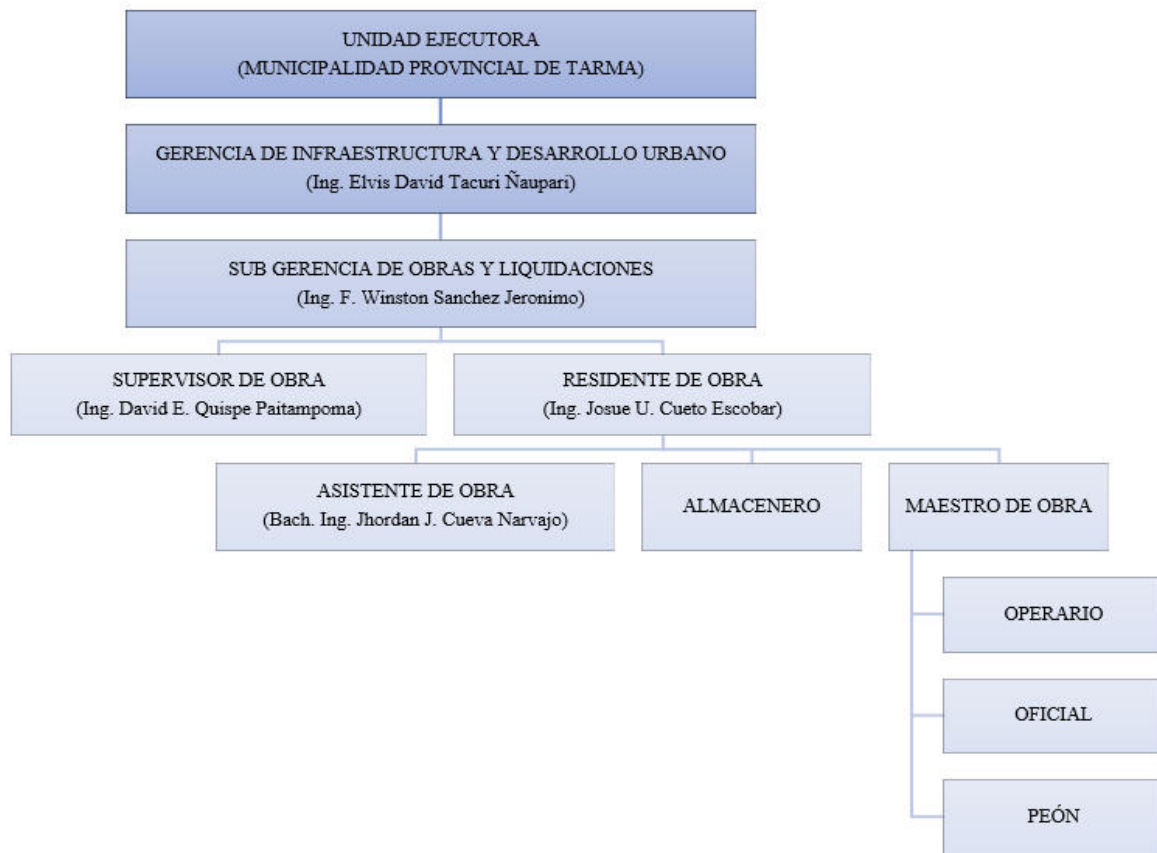 UNIDAD EJECUTORA
(MUNICIPALIDAD PROVINCIAL DE TARMA)
GERENCIA DE INFRAESTRUCTURA Y DESARROLLO URBANO
(Ing. Elvis David Tacuri Ñaupari)
SUB GERENCIA DE OBRAS Y LIQUIDACIONES
(Ing. F. Winston Sanchez Jeronimo)
SUPERVISOR DE OBRA
(Ing. David E. Quispe Paitampoma)
RESIDENTE DE OBRA
(Ing. Josue U. Cueto Escobar)
ASISTENTE DE OBRA
(Bach. Ing. Jhordan J. Cueva Narvajo)
ALMACENERO
MAESTRO DE OBRA
OPERARIO
OFICIAL
PEÓN